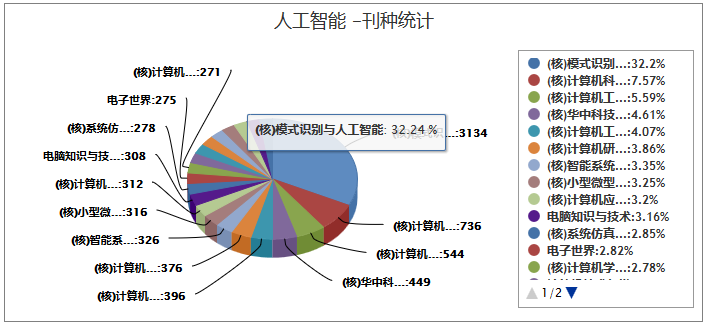 人工智能 –刊种统计
(核)计算机...:271
电子世界:275
(核)系统仿...:278
电脑知识与技...:308
(核)计算机...:312
(核)小型微...:316
(核)智能系...:326
(核)计算机...:376
(核)计算机...:396
(核)模式识别与人工智能: 32.24 %
:3134
(核)计算机...:736
(核)计算机...:544
(核)华中科...:449
(核)模式识别...:32.2%
(核)计算机科...:7.57%
(核)计算机工...:5.59%
(核)华中科技...:4.61%
(核)计算机工...:4.07%
(核)计算机研...:3.86%
(核)智能系统...:3.35%
(核)小型微型...:3.25%
(核)计算机应...:3.2%
电脑知识与技术:3.16%
(核)系统仿真...:2.85%
电子世界:2.82%
(核)计算机学...:2.78%
1/2